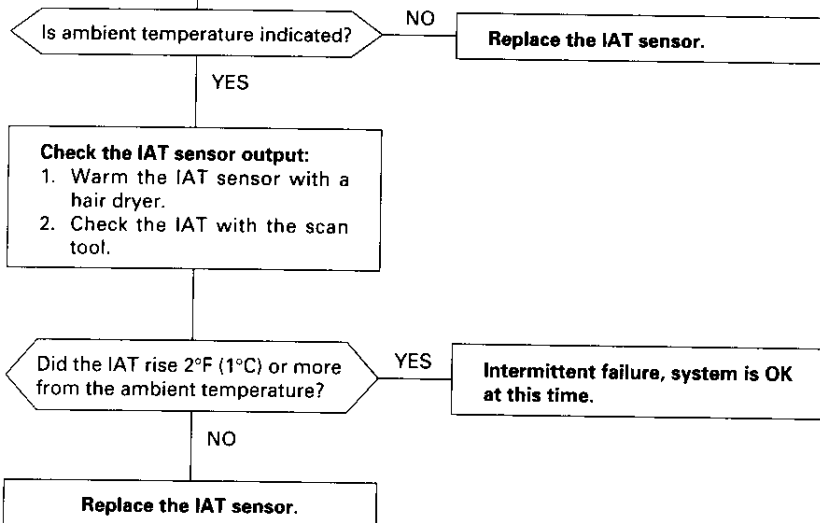 Is ambient temperature indicated?
NO
Replace the IAT sensor.
YES
Check the IAT sensor output:
1. Warm the IAT sensor with a
hair dryer.
2. Check the IAT with the scan
tool.
Did the IAT rise 2°F (1°C) or more
from the ambient temperature?
YES
Intermittent failure, system is OK
at this time.
NO
Replace the IAT sensor.